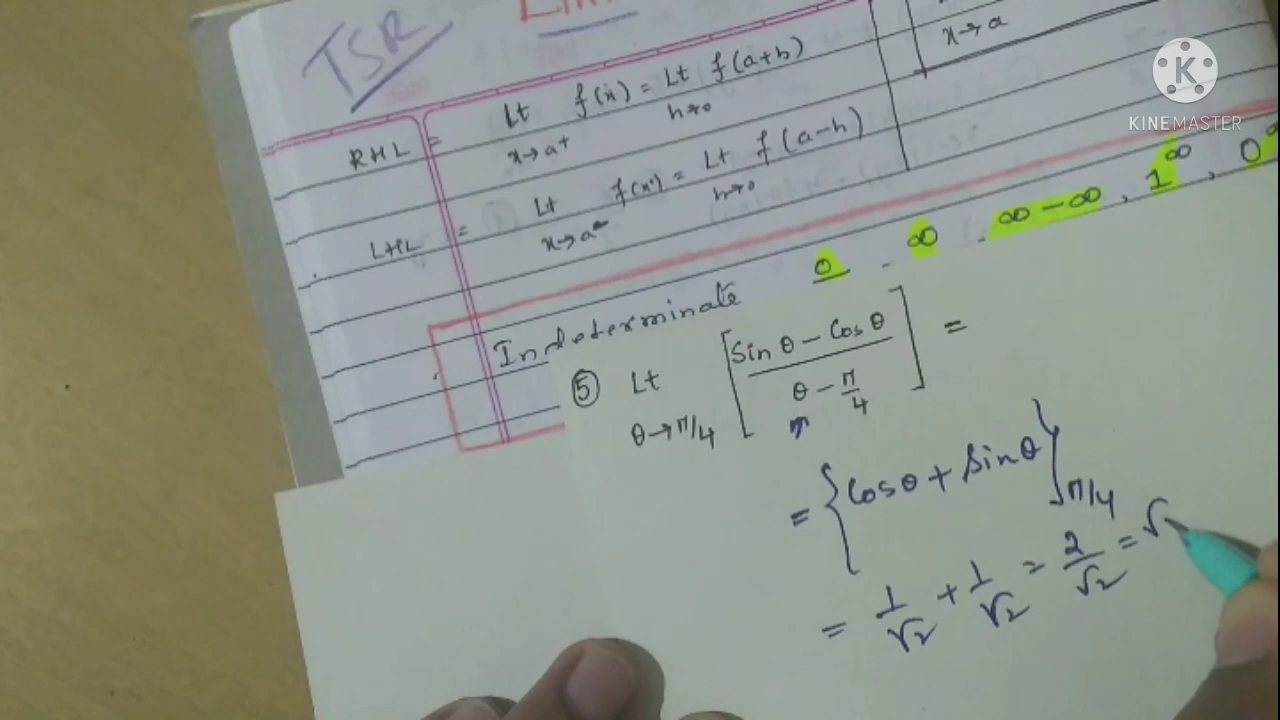 TSR
RHL = Lt x→a⁺ f(x) = Lt h→0 f(a+h)
x→a
LHL = Lt x→a⁻ f(x) = Lt h→0 f(a-h)
KINEMASTER
Indeterminate 0 , ∞ , ∞-∞ , 1^∞ , 0
⑤ Lt θ→π/4 [ (Sin θ - Cos θ) / (θ - π/4) ] =
= { Cos θ + Sin θ } π/4
= 1/√2 + 1/√2 = 2/√2 = √